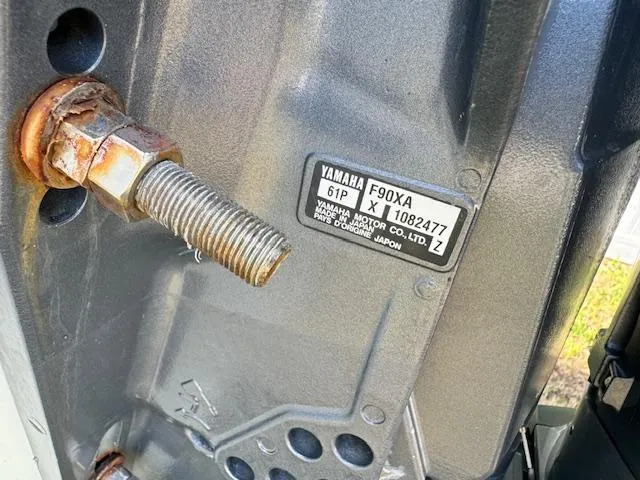 YAMAHA F90XA
61P X 1082477
YAMAHA MOTOR CO., LTD. Z
MADE IN JAPAN
PAYS D'ORIGINE JAPON